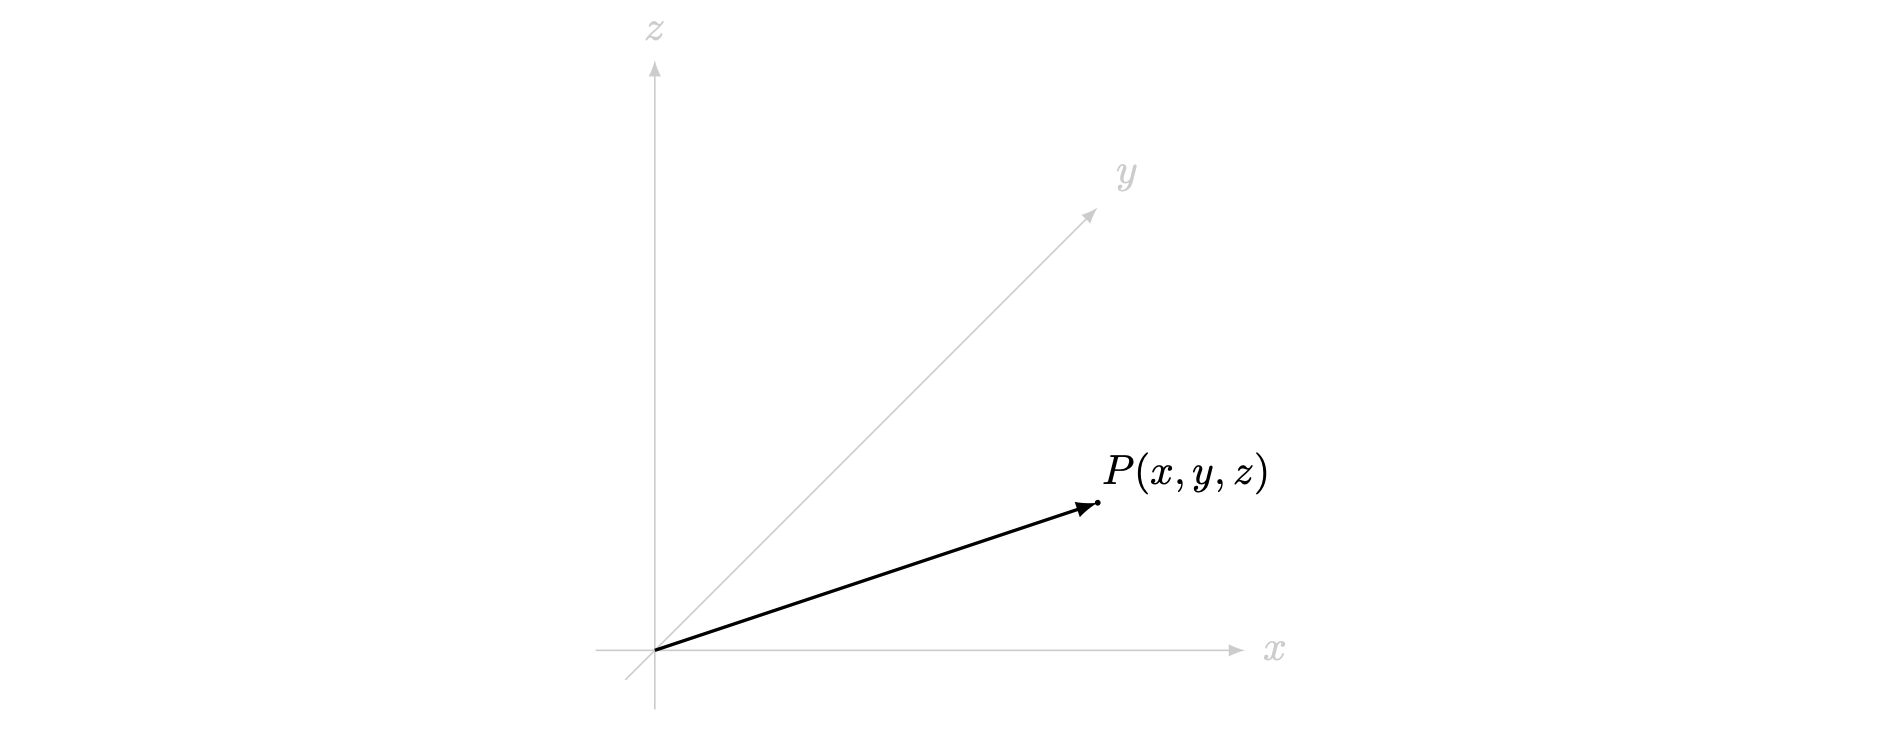 z
y
P(x, y, z)
x